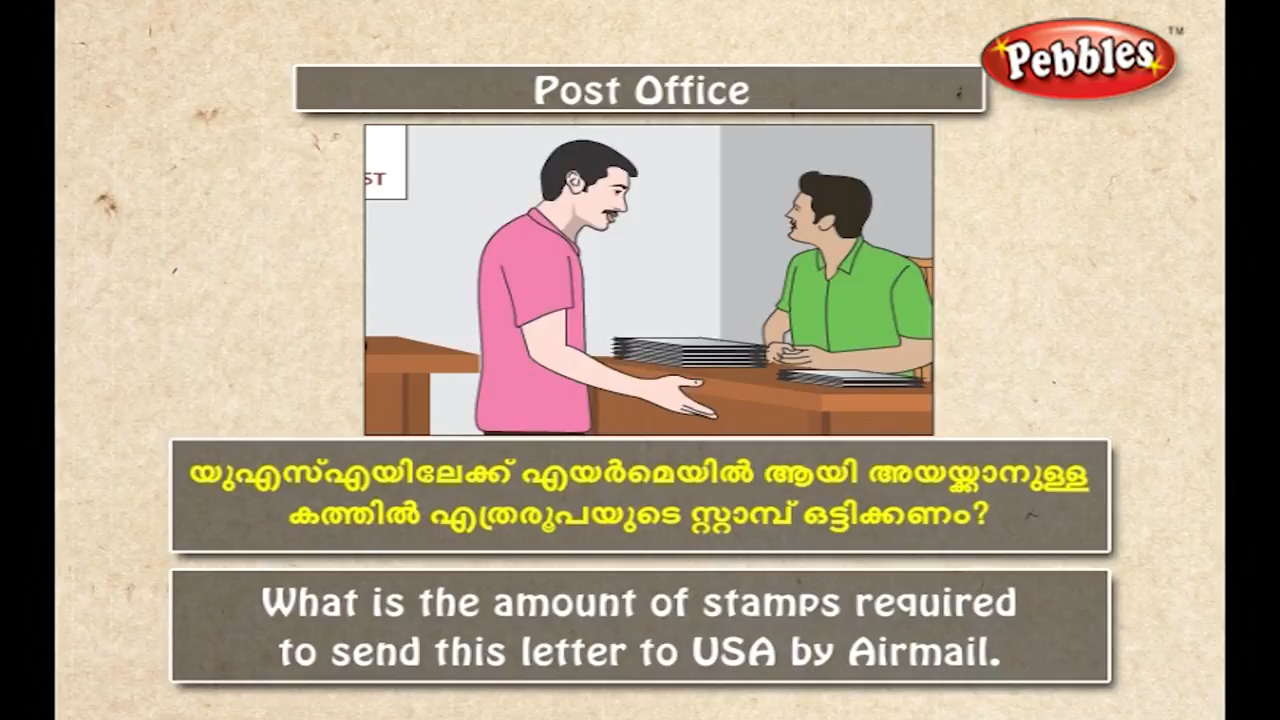 Pebbles™
Post Office
ST
യുഎസ്എയിലേക്ക് എയർമെയിൽ ആയി അയയ്ക്കാനുള്ള
കത്തിൽ എത്രരൂപയുടെ സ്റ്റാമ്പ് ഒട്ടിക്കണം?
What is the amount of stamps required
to send this letter to USA by Airmail.